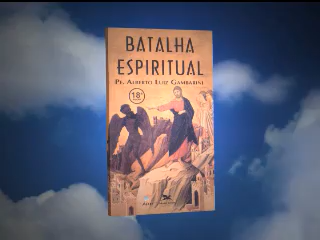 BATALHA
ESPIRITUAL
PE. ALBERTO LUIZ GAMBARINI
18ª